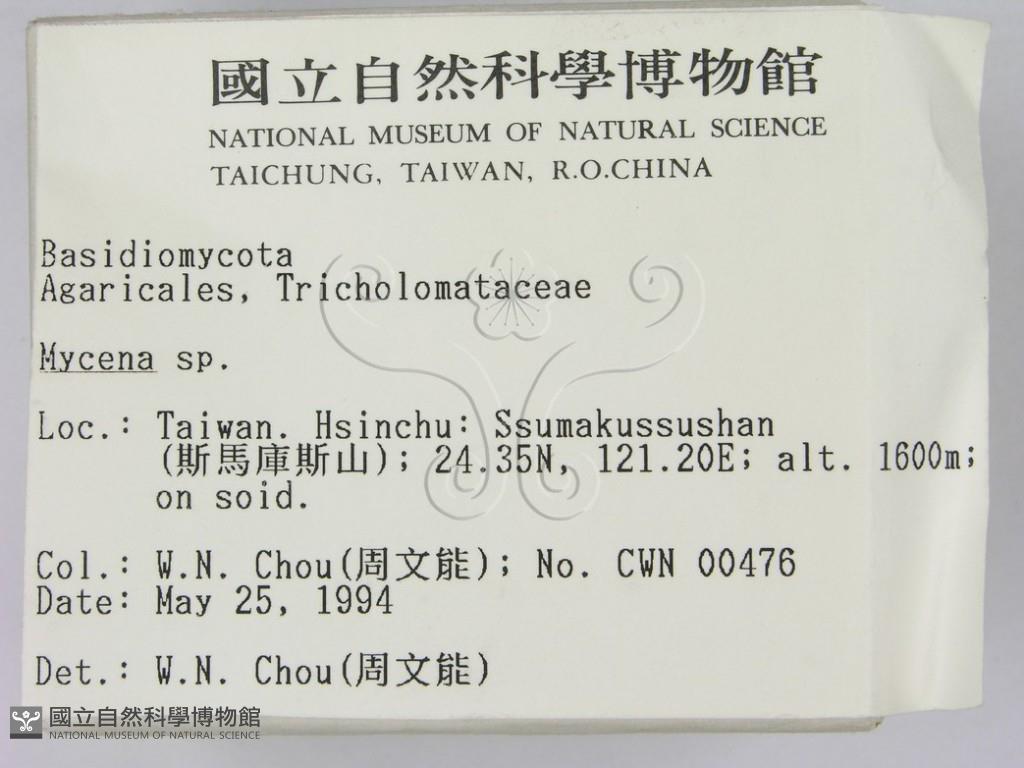 國立自然科學博物館
NATIONAL MUSEUM OF NATURAL SCIENCE
TAICHUNG, TAIWAN, R.O.CHINA
Basidiomycota
Agaricales, Tricholomataceae
Mycena sp.
Loc.: Taiwan. Hsinchu: Ssumakussushan
(斯馬庫斯山); 24.35N, 121.20E; alt. 1600m;
on soid.
Col.: W.N. Chou(周文能); No. CWN 00476
Date: May 25, 1994
Det.: W.N. Chou(周文能)
國立自然科學博物館
NATIONAL MUSEUM OF NATURAL SCIENCE